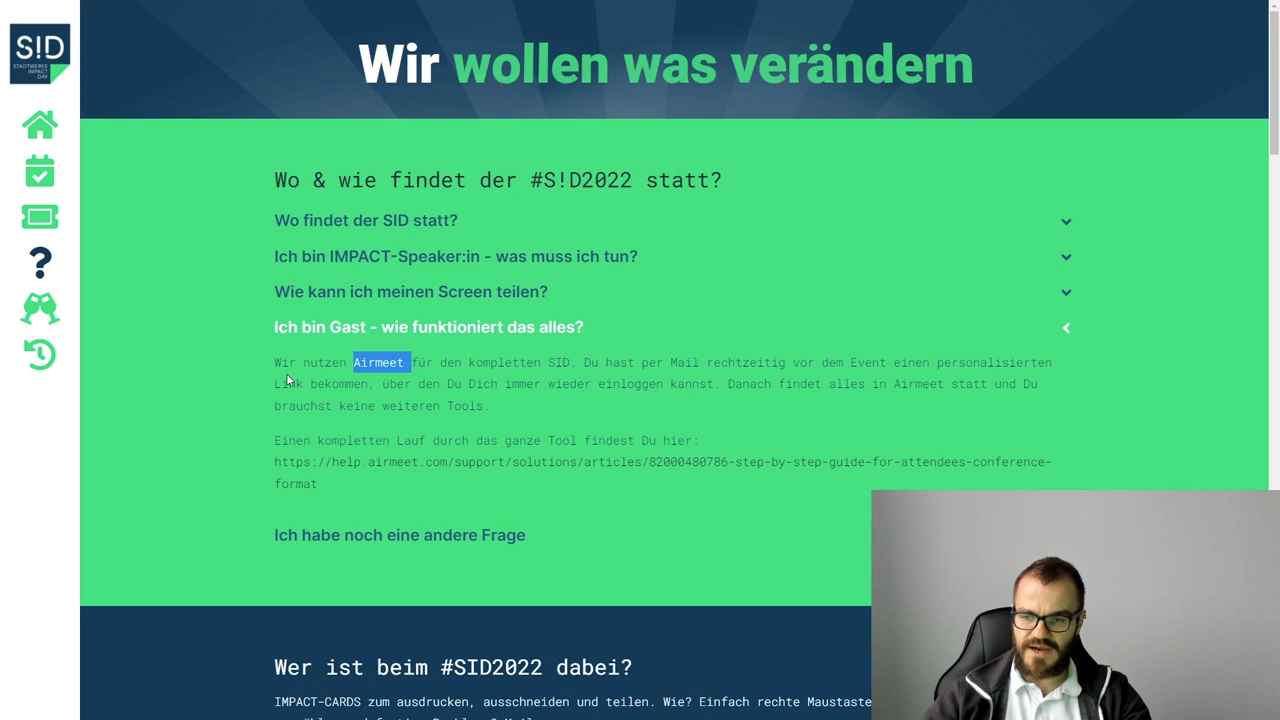 S!D
STADTWERKE
IMPACT
DAY
Wir wollen was verändern
Wo & wie findet der #S!D2022 statt?
Wo findet der SID statt?
Ich bin IMPACT-Speaker:in - was muss ich tun?
Wie kann ich meinen Screen teilen?
Ich bin Gast - wie funktioniert das alles?
Wir nutzen Airmeet für den kompletten SID. Du hast per Mail rechtzeitig vor dem Event einen personalisierten
Link bekommen, über den Du Dich immer wieder einloggen kannst. Danach findet alles in Airmeet statt und Du
brauchst keine weiteren Tools.
Einen kompletten Lauf durch das ganze Tool findest Du hier:
https://help.airmeet.com/support/solutions/articles/82000480786-step-by-step-guide-for-attendees-conference-
format
Ich habe noch eine andere Frage
Wer ist beim #SID2022 dabei?
IMPACT-CARDS zum ausdrucken, ausschneiden und teilen. Wie? Einfach rechte Maustaste